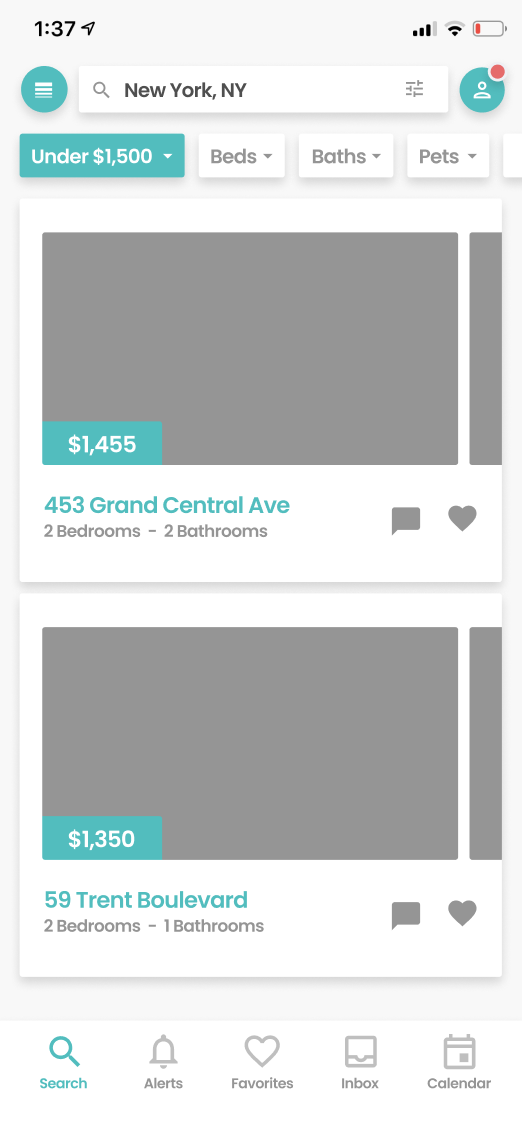 1:37
New York, NY
Under $1,500 Beds Baths Pets
$1,455
453 Grand Central Ave
2 Bedrooms - 2 Bathrooms
$1,350
59 Trent Boulevard
2 Bedrooms - 1 Bathrooms
Search Alerts Favorites Inbox Calendar